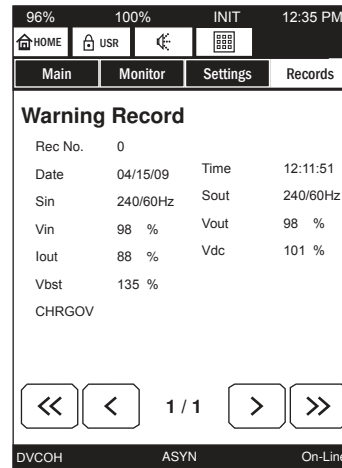 96% 100% INIT 12:35 PM
HOME USR
Main Monitor Settings Records
Warning Record
Rec No. 0
Date 04/15/09 Time 12:11:51
Sin 240/60Hz Sout 240/60Hz
Vin 98 % Vout 98 %
Iout 88 % Vdc 101 %
Vbst 135 %
CHRGOV
1 / 1
DVCOH ASYN On-Line